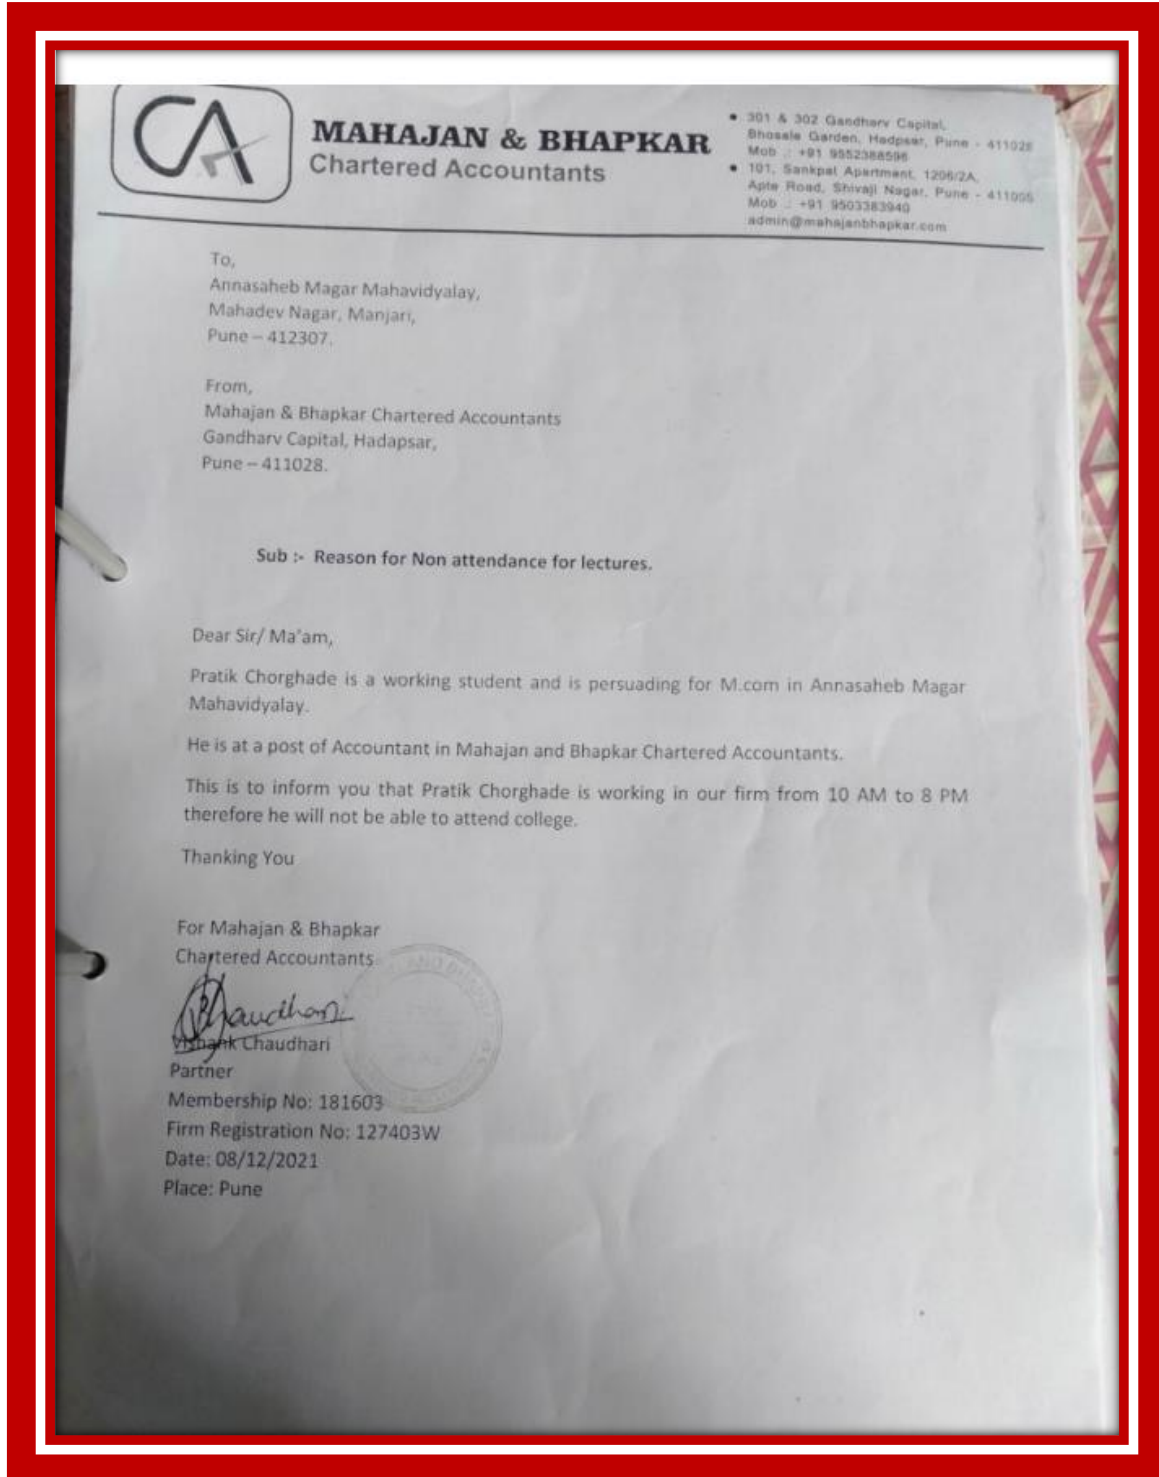 CA
MAHAJAN & BHAPKAR
Chartered Accountants
• 301 & 302 Gandharv Capital,
Bhosale Garden, Hadpsar, Pune - 411028
Mob .: +91 9552388596
• 101, Sankpal Apartment, 1206/2A,
Apte Road, Shivaji Nagar, Pune - 411005
Mob .: +91 9503383940
admin@mahajanbhapkar.com
To,
Annasaheb Magar Mahavidyalay,
Mahadev Nagar, Manjari,
Pune – 412307.
From,
Mahajan & Bhapkar Chartered Accountants
Gandharv Capital, Hadapsar,
Pune – 411028.
Sub :- Reason for Non attendance for lectures.
Dear Sir/ Ma'am,
Pratik Chorghade is a working student and is persuading for M.com in Annasaheb Magar
Mahavidyalay.
He is at a post of Accountant in Mahajan and Bhapkar Chartered Accountants.
This is to inform you that Pratik Chorghade is working in our firm from 10 AM to 8 PM
therefore he will not be able to attend college.
Thanking You
For Mahajan & Bhapkar
Chartered Accountants
Chaudhari
Partner
Membership No: 181603
Firm Registration No: 127403W
Date: 08/12/2021
Place: Pune